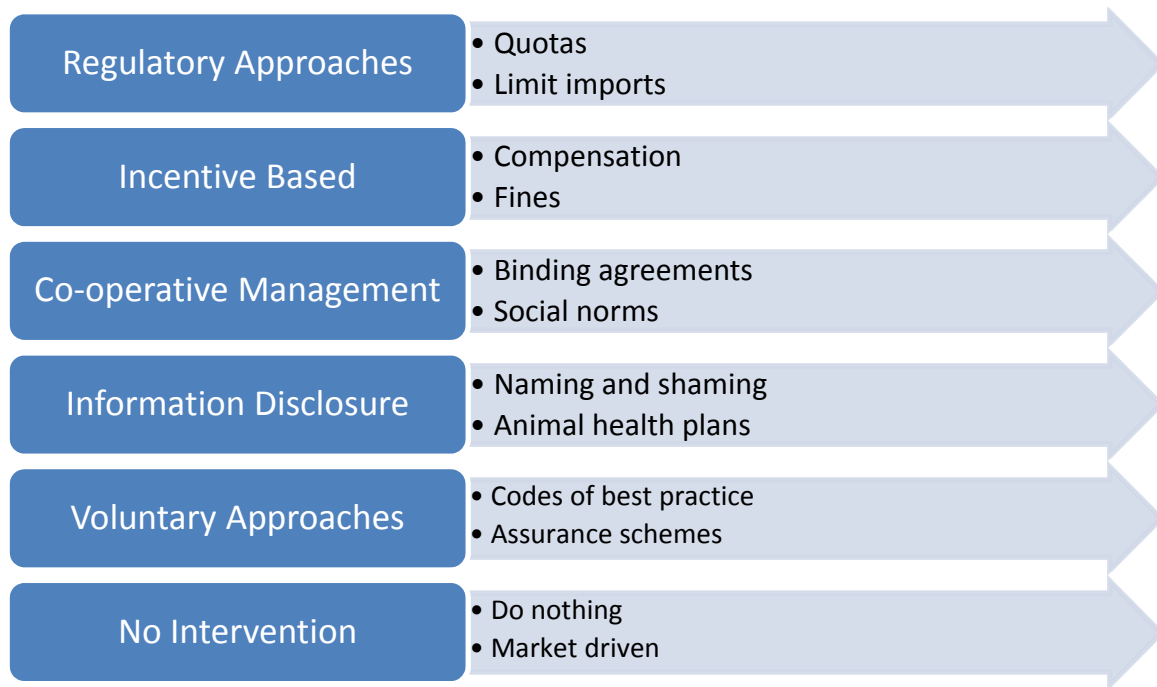 Regulatory Approaches
• Quotas
• Limit imports
Incentive Based
• Compensation
• Fines
Co-operative Management
• Binding agreements
• Social norms
Information Disclosure
• Naming and shaming
• Animal health plans
Voluntary Approaches
• Codes of best practice
• Assurance schemes
No Intervention
• Do nothing
• Market driven